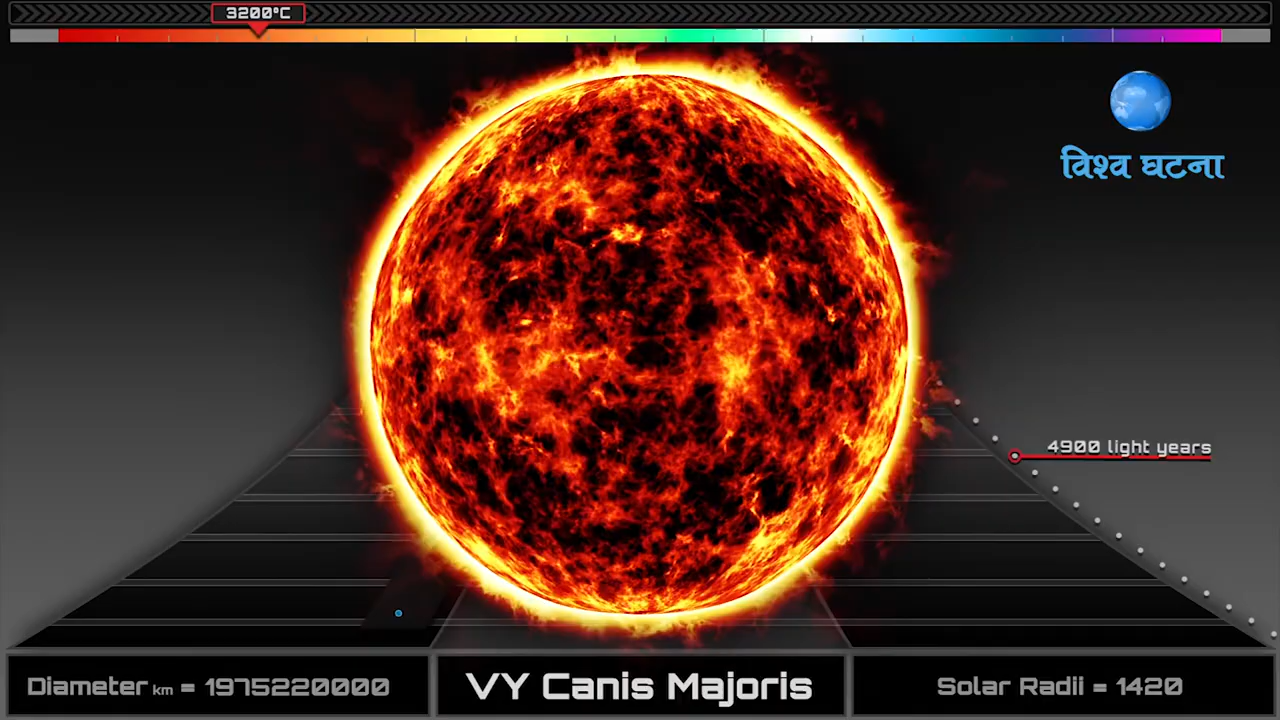 3200°C
विश्व घटना
4900 light years
Diameter km = 1975220000
VY Canis Majoris
Solar Radii = 1420